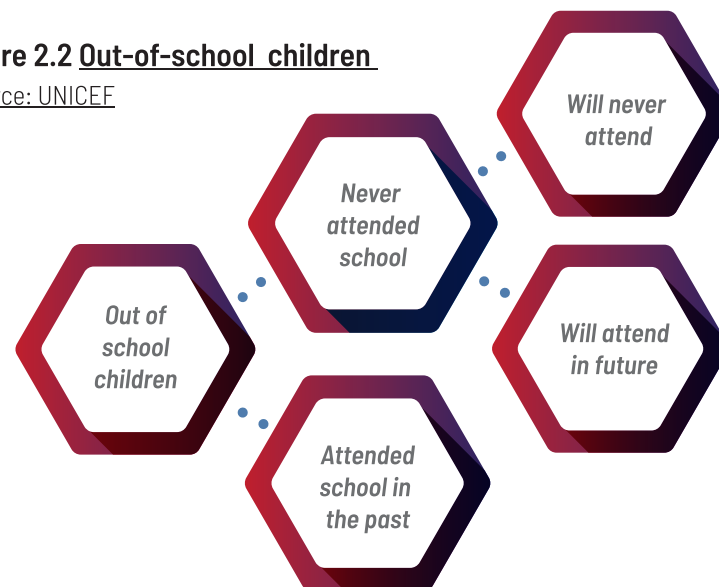 re 2.2 Out-of-school children
ce: UNICEF
Will never
attend
Never
attended
school
Out of
school
children
Will attend
in future
Attended
school in
the past